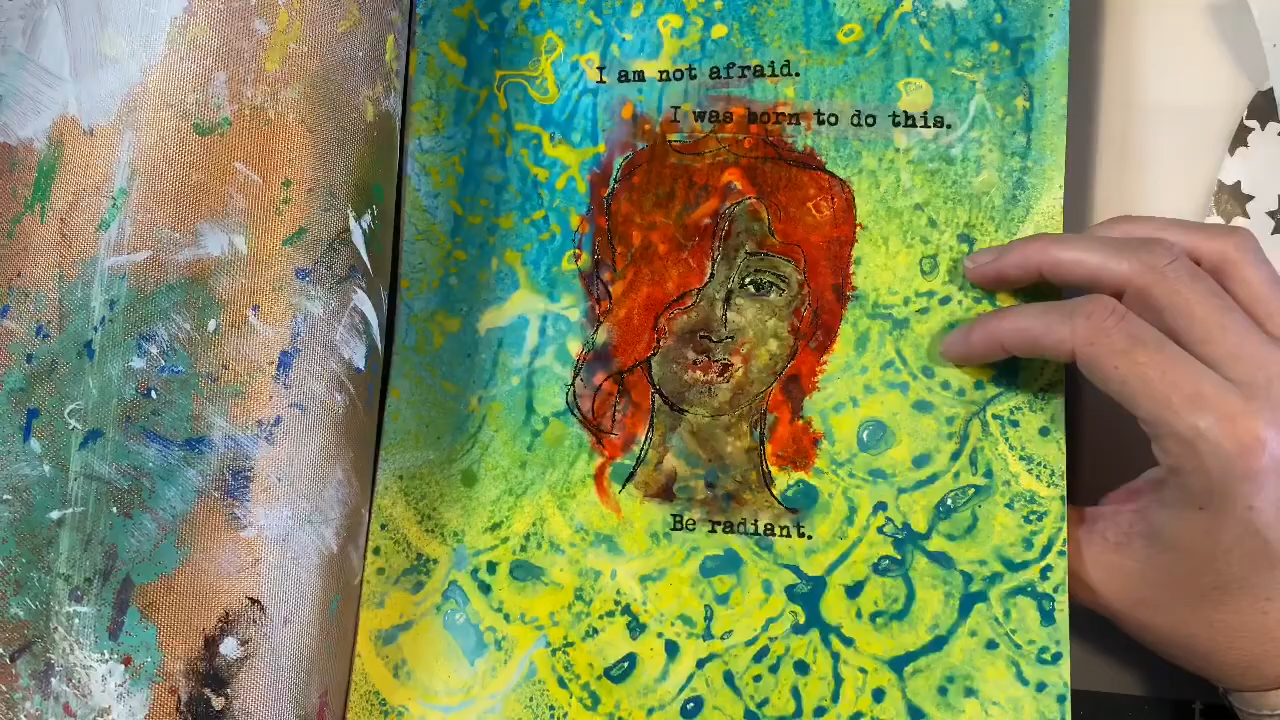 I am not afraid.
I was born to do this.
Be radiant.